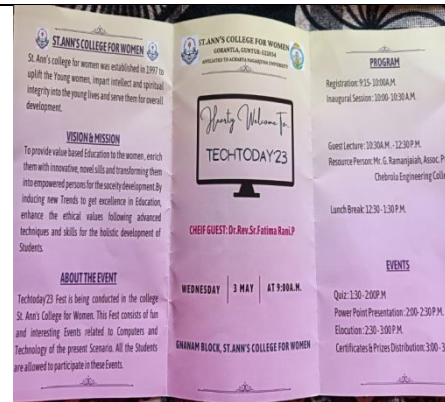 ST.ANN'S COLLEGE FOR WOMEN
St. Ann's college for women was established in 1997 to
uplift the Young women, impart intellect and spiritual
integrity into the young lives and serve them for overall
development.
VISION & MISSION
To provide value based Education to the women, enrich
them with innovative, novel sills and transforming them
into empowered persons for the soceity development. By
inducing new Trends to get excellence in Education,
enhance the ethical values following advanced
techniques and skills for the holistic development of
Students.
ABOUT THE EVENT
Techtoday'23 Fest is being conducted in the college
St. Ann's College for Women. This Fest consists of fun
and interesting Events related to Computers and
Technology of the present Scenario. All the Students
are allowed to participate in these Events.
ST.ANN'S COLLEGE FOR WOMEN
GORANTLA, GUNTUR-522034
AFFILIATED TO ACHARYA NAGARJUNA UNIVERSITY
Hearty Welcome To,
TECHTODAY'23
CHEIF GUEST: Dr.Rev.Sr.Fatima Rani.P
WEDNESDAY 3 MAY AT 9:00A.M.
GNANAM BLOCK, ST.ANN'S COLLEGE FOR WOMEN
PROGRAM
Registration: 9:15- 10:00A.M.
Inaugural Session: 10:00- 10:30 A.M.
Guest Lecture: 10:30A.M. - 12:30 P.M.
Resource Person: Mr. G. Ramanjaiah, Assoc. P
Chebrolu Engineering Coll
Lunch Break: 12:30 - 1:30 P.M.
EVENTS
Quiz: 1:30 - 2:00P.M
Power Point Presentation : 2:00- 2:30 P.M.
Elocution : 2:30 - 3:00 P.M
Certificates & Prizes Distribution: 3:00 - 3